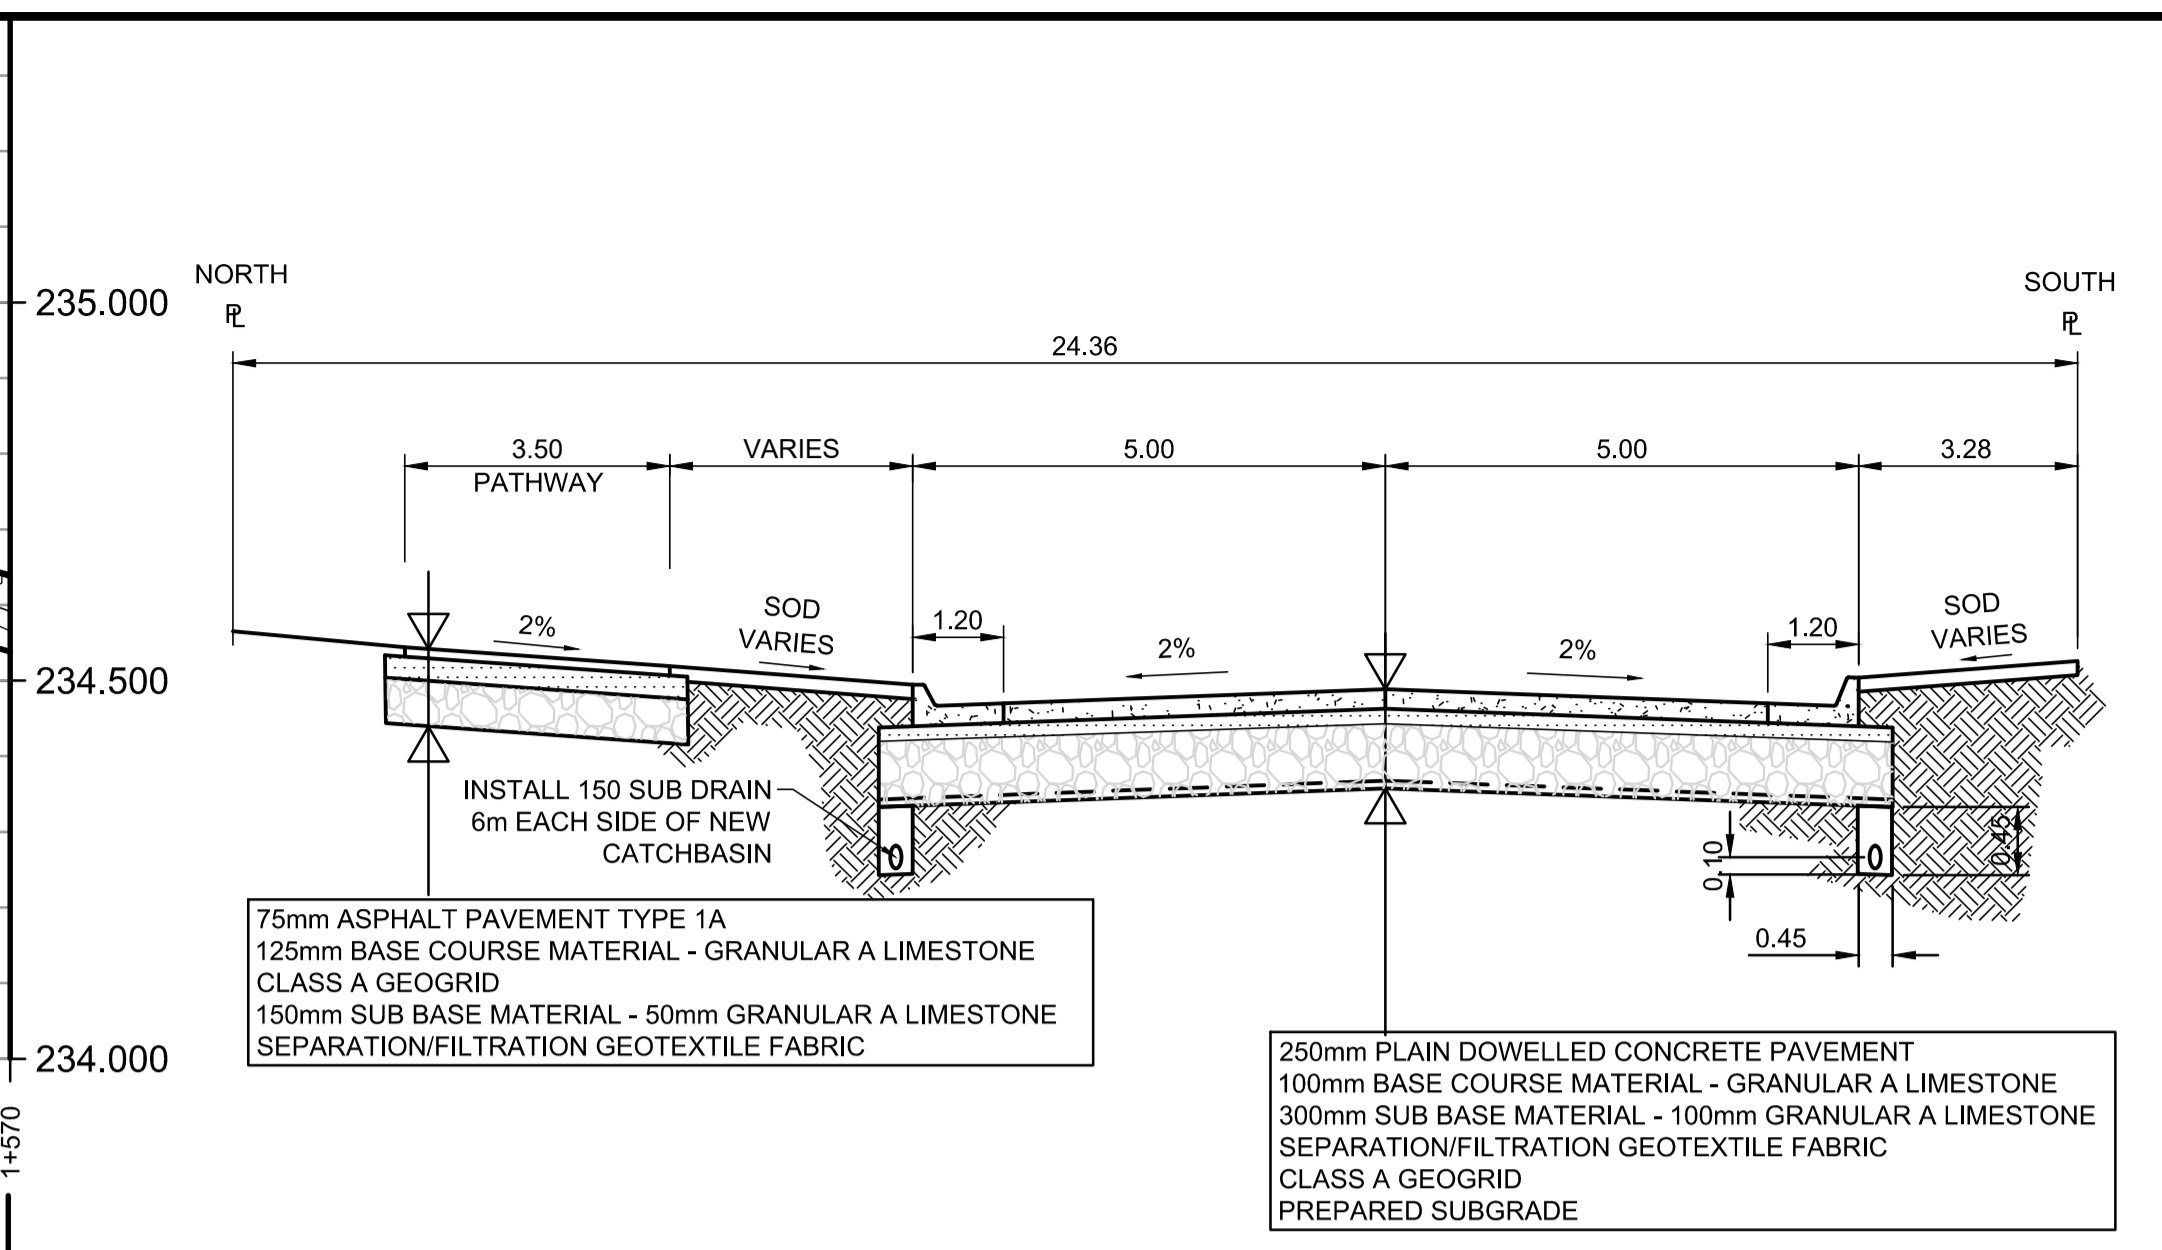 NORTH
PL
SOUTH
PL
235.000
24.36
3.50
PATHWAY
VARIES
5.00
5.00
3.28
2%
SOD
VARIES
1.20
2%
2%
1.20
SOD
VARIES
234.500
INSTALL 150 SUB DRAIN
6m EACH SIDE OF NEW
CATCHBASIN
0.10
0.45
0.45
75mm ASPHALT PAVEMENT TYPE 1A
125mm BASE COURSE MATERIAL - GRANULAR A LIMESTONE
CLASS A GEOGRID
150mm SUB BASE MATERIAL - 50mm GRANULAR A LIMESTONE
SEPARATION/FILTRATION GEOTEXTILE FABRIC
234.000
1+570
250mm PLAIN DOWELLED CONCRETE PAVEMENT
100mm BASE COURSE MATERIAL - GRANULAR A LIMESTONE
300mm SUB BASE MATERIAL - 100mm GRANULAR A LIMESTONE
SEPARATION/FILTRATION GEOTEXTILE FABRIC
CLASS A GEOGRID
PREPARED SUBGRADE